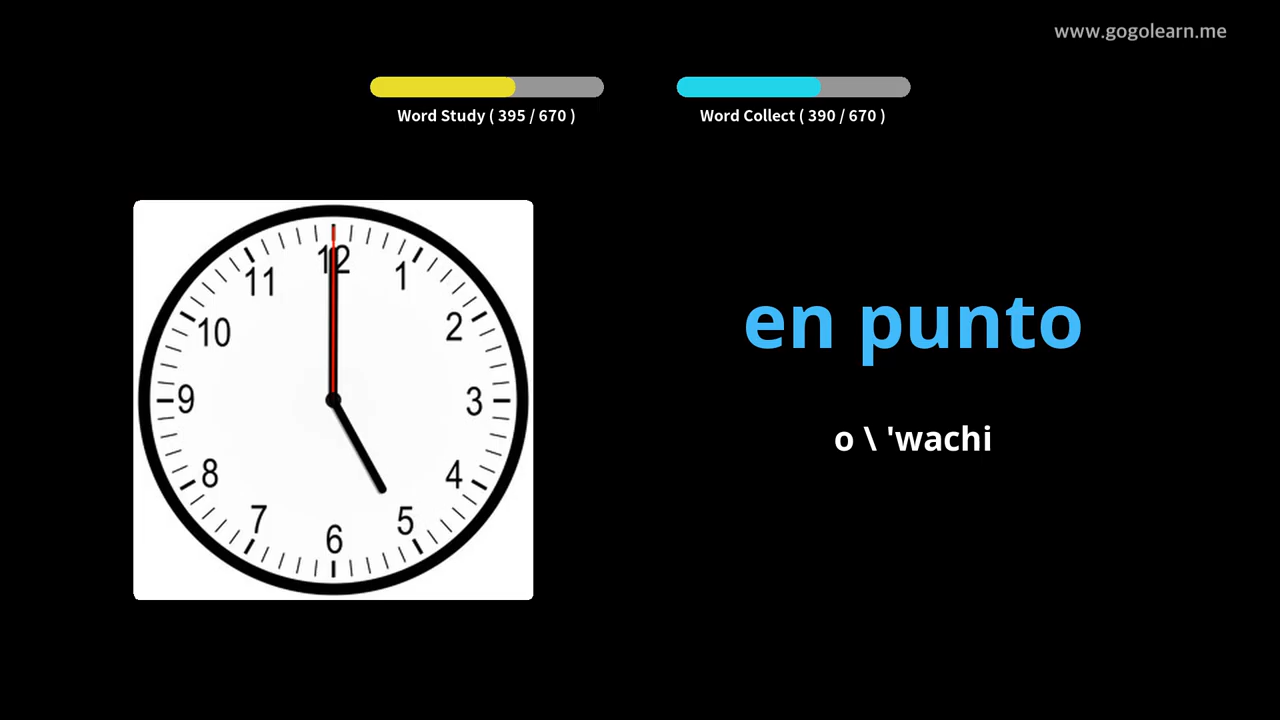 www.gogolearn.me
Word Study ( 395 / 670 )
Word Collect ( 390 / 670 )
12
11
1
10
2
9
3
8
4
7
5
6
en punto
o \ 'wachi